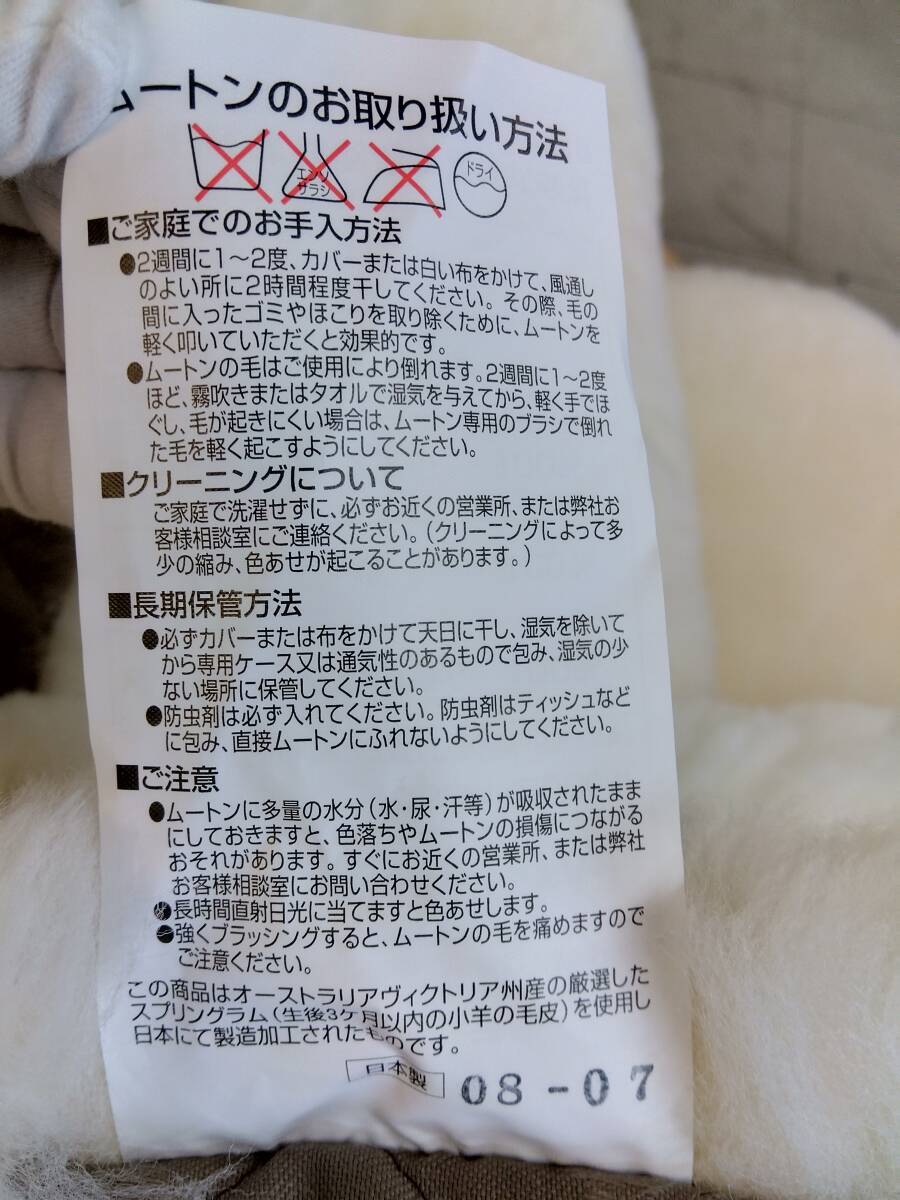 ムートンのお取り扱い方法
エンソ
サラシ
ドライ
■ご家庭でのお手入方法
●2週間に1～2度、カバーまたは白い布をかけて、風通し
のよい所に2時間程度干してください。その際、毛の
間に入ったゴミやほこりを取り除くために、ムートンを
軽く叩いていただくと効果的です。
●ムートンの毛はご使用により倒れます。2週間に1～2度
ほど、霧吹きまたはタオルで湿気を与えてから、軽く手でほ
ぐし、毛が起きにくい場合は、ムートン専用のブラシで倒れ
た毛を軽く起こすようにしてください。
■クリーニングについて
ご家庭で洗濯せずに、必ずお近くの営業所、または弊社お
客様相談室にご連絡ください。(クリーニングによって多
少の縮み、色あせが起こることがあります。)
■長期保管方法
●必ずカバーまたは布をかけて天日に干し、湿気を除いて
から専用ケース又は通気性のあるもので包み、湿気の少
ない場所に保管してください。
●防虫剤は必ず入れてください。防虫剤はティッシュなど
に包み、直接ムートンにふれないようにしてください。
■ご注意
●ムートンに多量の水分(水・尿・汗等)が吸収されたまま
にしておきますと、色落ちやムートンの損傷につながる
おそれがあります。すぐにお近くの営業所、または弊社
お客様相談室にお問い合わせください。
●長時間直射日光に当てますと色あせします。
●強くブラッシングすると、ムートンの毛を痛めますので
ご注意ください。
この商品はオーストラリアヴィクトリア州産の厳選した
スプリングラム(生後3ケ月以内の小羊の毛皮)を使用し
日本にて製造加工されたものです。
日本製 08-07